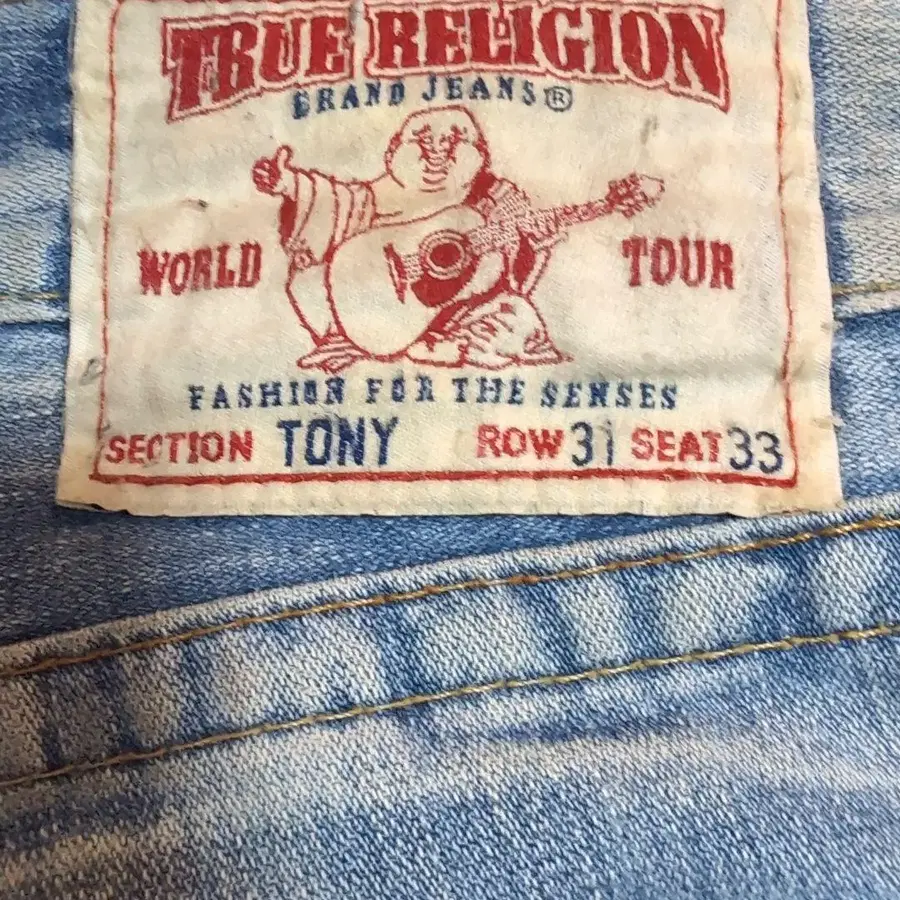 TRUE RELIGION
BRAND JEANS®
WORLD TOUR
FASHION FOR THE SENSES
SECTION TONY ROW 31 SEAT 33